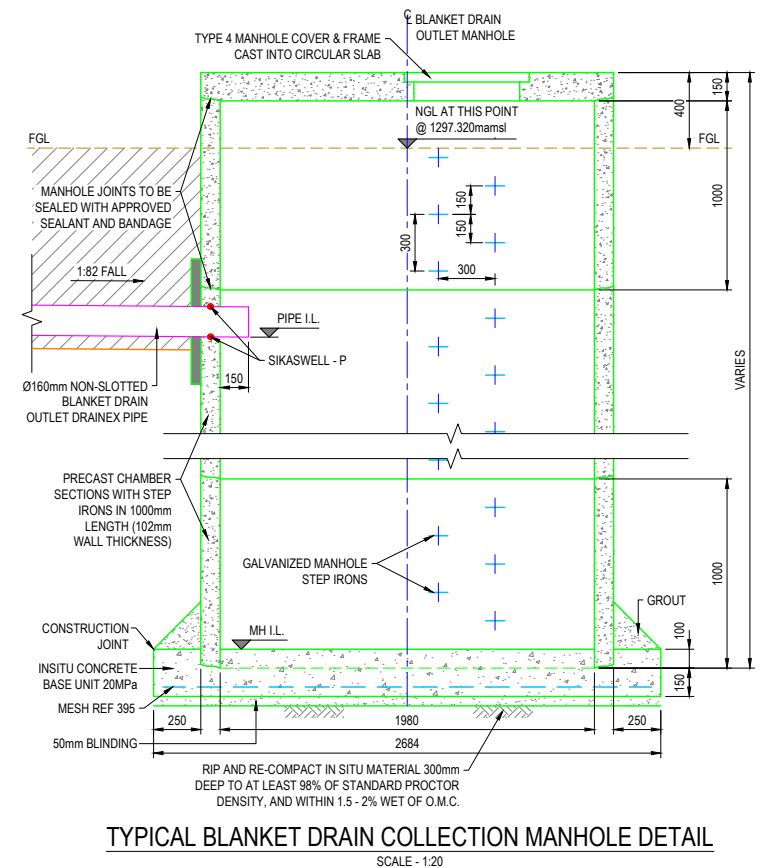 ℄ BLANKET DRAIN
OUTLET MANHOLE
TYPE 4 MANHOLE COVER & FRAME
CAST INTO CIRCULAR SLAB
NGL AT THIS POINT
@ 1297.320mamsl
150
400
FGL
FGL
MANHOLE JOINTS TO BE
SEALED WITH APPROVED
SEALANT AND BANDAGE
150
150
300
300
1000
1:82 FALL
PIPE I.L.
SIKASWELL - P
150
Ø160mm NON-SLOTTED
BLANKET DRAIN
OUTLET DRAINEX PIPE
VARIES
PRECAST CHAMBER
SECTIONS WITH STEP
IRONS IN 1000mm
LENGTH (102mm
WALL THICKNESS)
GALVANIZED MANHOLE
STEP IRONS
1000
GROUT
CONSTRUCTION
JOINT
MH I.L.
100
INSITU CONCRETE
BASE UNIT 20MPa
150
MESH REF 395
250
1980
250
50mm BLINDING
2684
RIP AND RE-COMPACT IN SITU MATERIAL 300mm
DEEP TO AT LEAST 98% OF STANDARD PROCTOR
DENSITY, AND WITHIN 1.5 - 2% WET OF O.M.C.
TYPICAL BLANKET DRAIN COLLECTION MANHOLE DETAIL
SCALE - 1:20